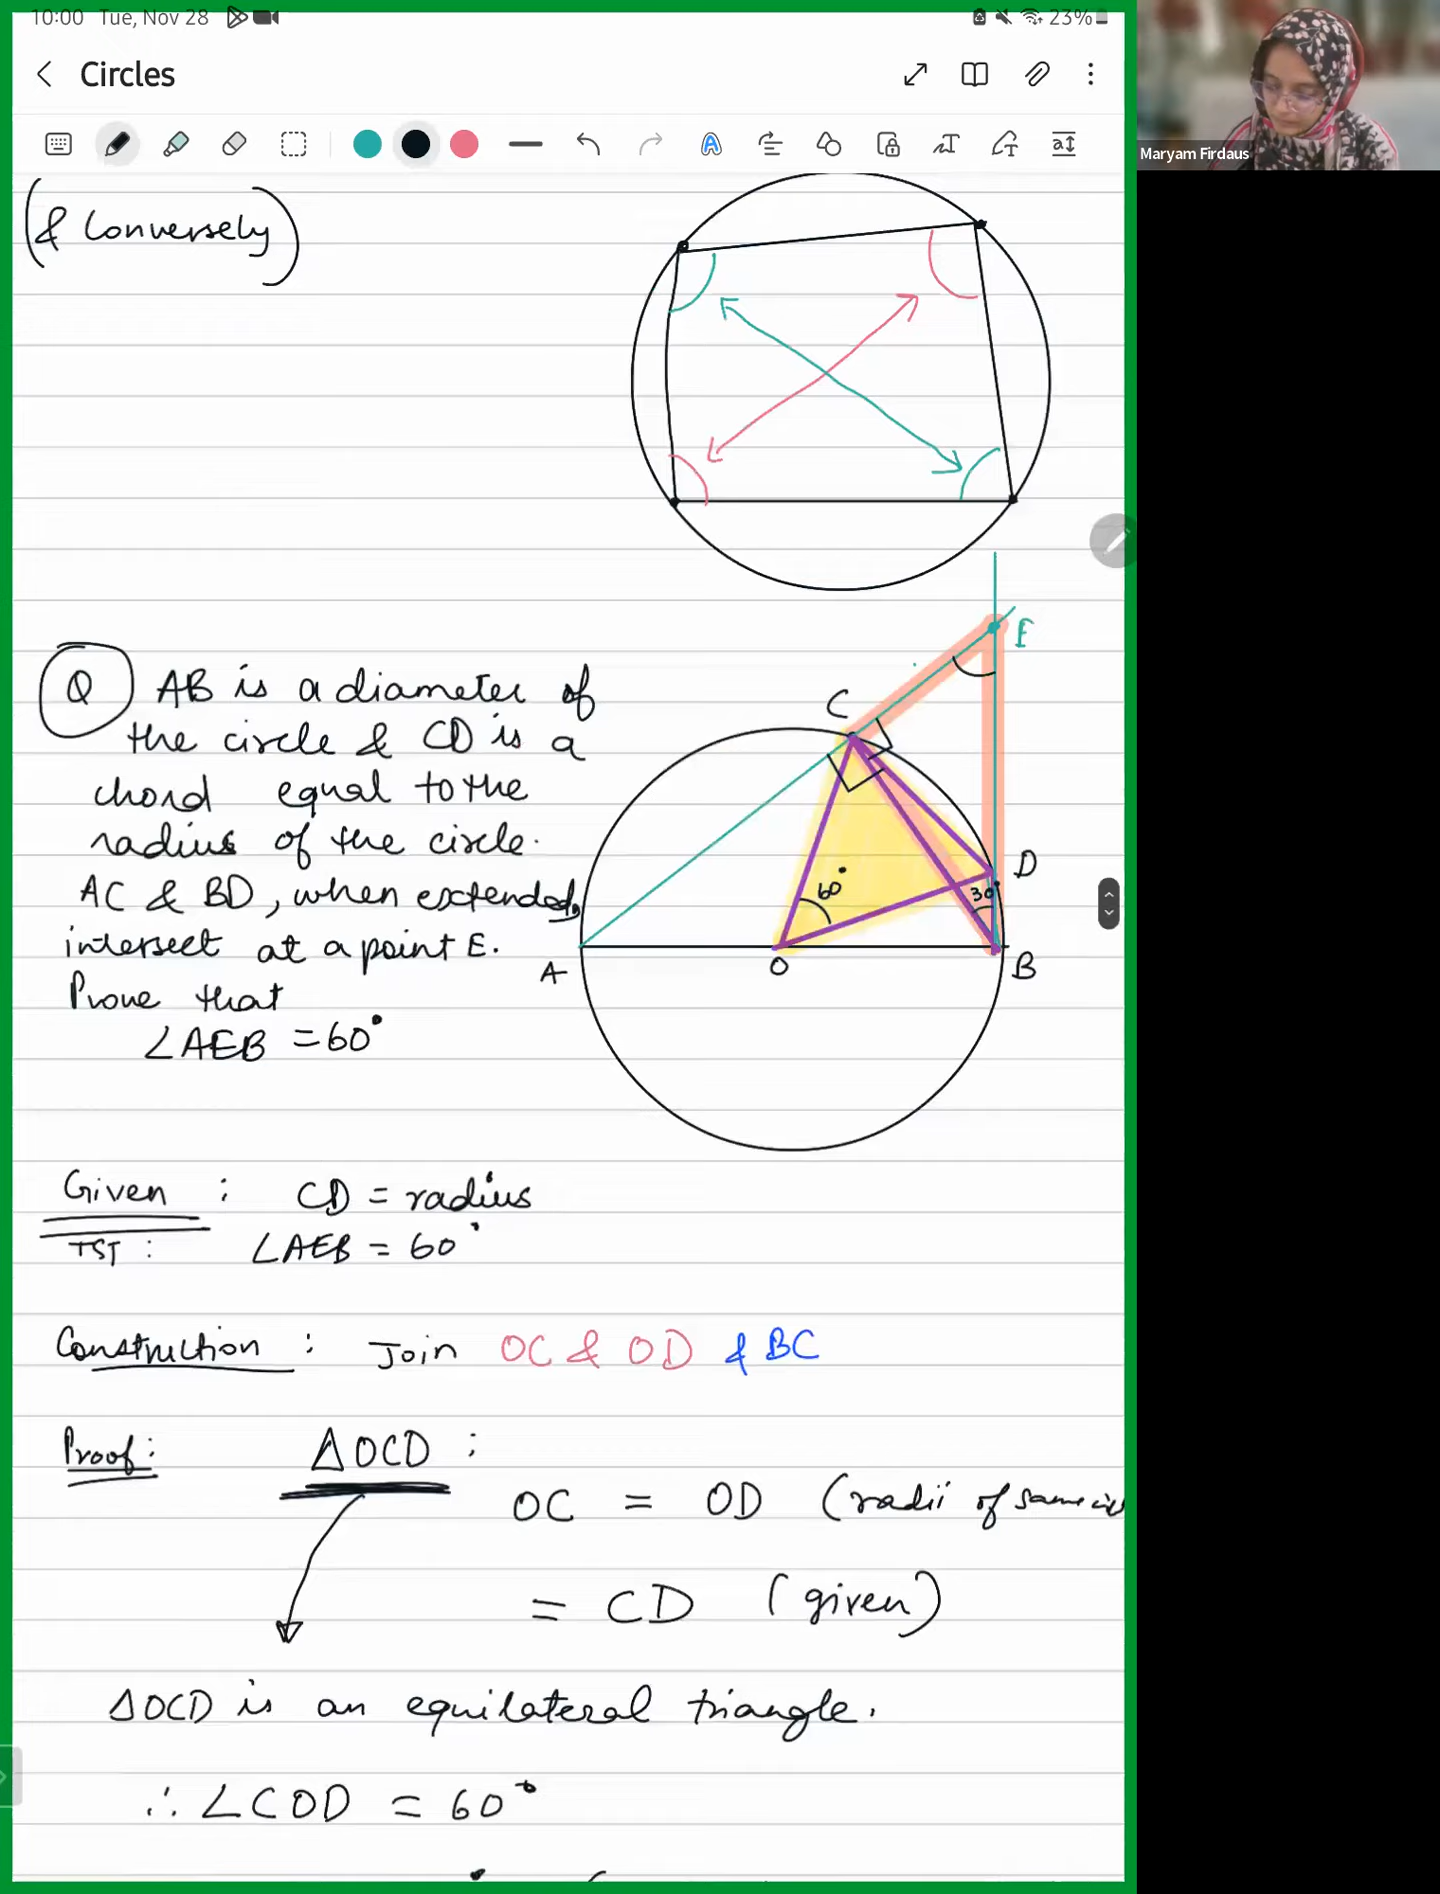 10:00 Tue, Nov 28
23%
Circles
Maryam Firdaus
(& Conversely)
Q AB is a diameter of
the circle & CD is a
chord equal to the
radius of the circle.
AC & BD, when extended,
intersect at a point E.
Prove that
∠AEB = 60°
E
C
D
60°
30
A
O
B
Given : CD = radius
TST : ∠AEB = 60°
Construction : Join OC & OD & BC
Proof: △OCD :
OC = OD (radii of same
= CD (given)
△OCD is an equilateral triangle.
∴ ∠COD = 60°